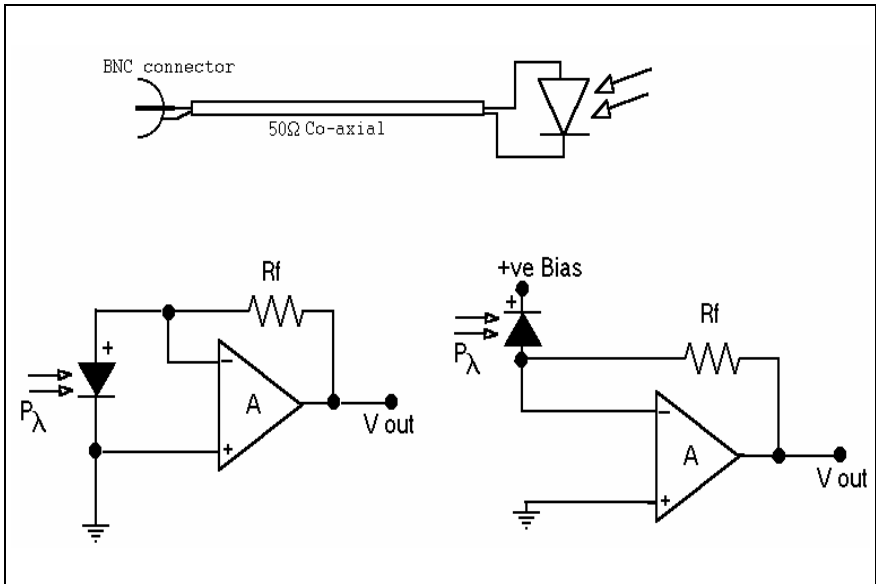 BNC connector
50Ω Co-axial
Rf
+
Pλ
−
+
A
V out
+ve Bias
+
Pλ
Rf
−
+
A
V out